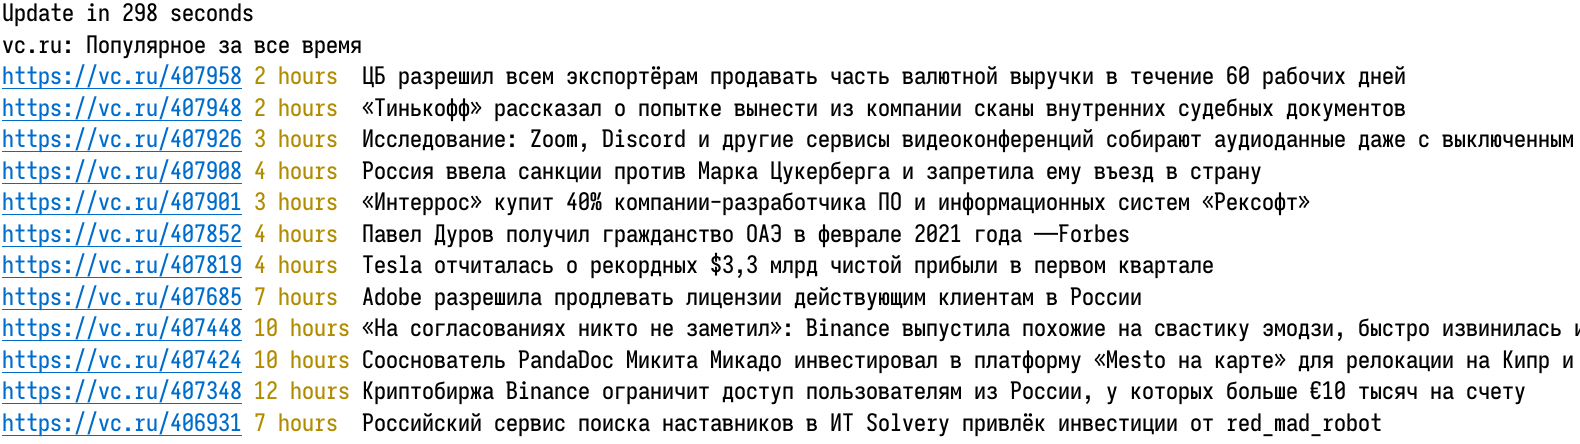 Update in 298 seconds
vc.ru: Популярное за все время
https://vc.ru/407958 2 hours ЦБ разрешил всем экспортёрам продавать часть валютной выручки в течение 60 рабочих дней
https://vc.ru/407948 2 hours «Тинькофф» рассказал о попытке вынести из компании сканы внутренних судебных документов
https://vc.ru/407926 3 hours Исследование: Zoom, Discord и другие сервисы видеоконференций собирают аудиоданные даже с выключенным
https://vc.ru/407908 4 hours Россия ввела санкции против Марка Цукерберга и запретила ему въезд в страну
https://vc.ru/407901 3 hours «Интеррос» купит 40% компании-разработчика ПО и информационных систем «Рексофт»
https://vc.ru/407852 4 hours Павел Дуров получил гражданство ОАЭ в феврале 2021 года —Forbes
https://vc.ru/407819 4 hours Tesla отчиталась о рекордных $3,3 млрд чистой прибыли в первом квартале
https://vc.ru/407685 7 hours Adobe разрешила продлевать лицензии действующим клиентам в России
https://vc.ru/407448 10 hours «На согласованиях никто не заметил»: Binance выпустила похожие на свастику эмодзи, быстро извинилась и
https://vc.ru/407424 10 hours Сооснователь PandaDoc Микита Микадо инвестировал в платформу «Mesto на карте» для релокации на Кипр и
https://vc.ru/407348 12 hours Криптобиржа Binance ограничит доступ пользователям из России, у которых больше €10 тысяч на счету
https://vc.ru/406931 7 hours Российский сервис поиска наставников в ИТ Solvery привлёк инвестиции от red_mad_robot